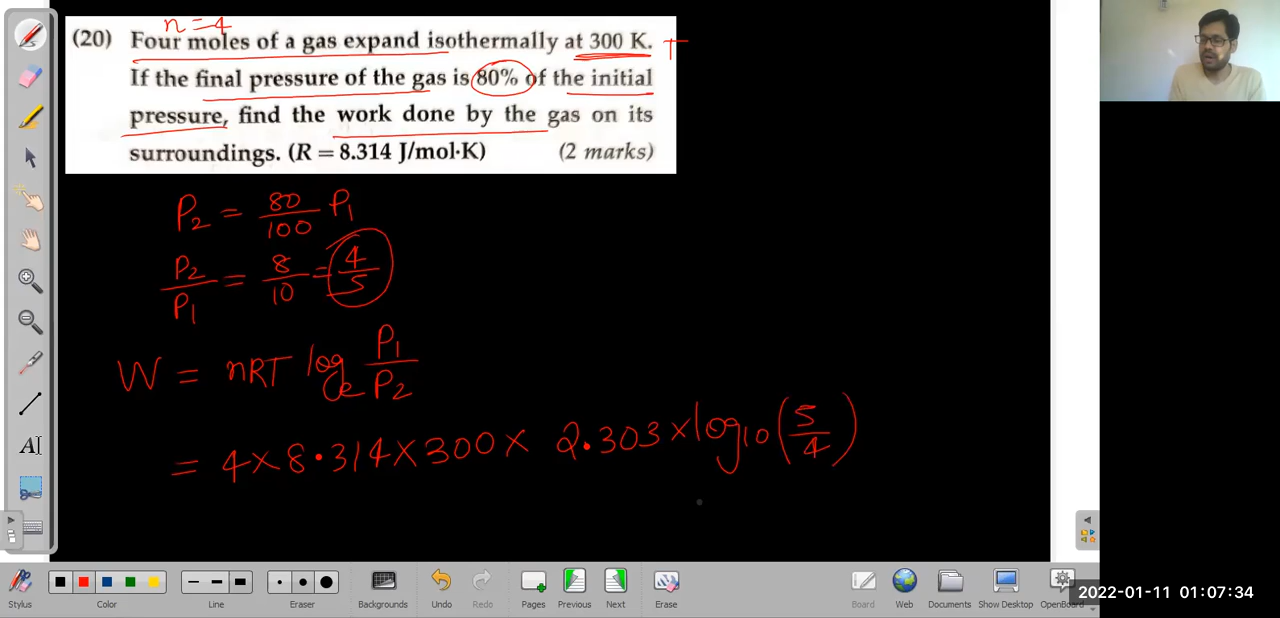 n = 4
(20) Four moles of a gas expand isothermally at 300 K. T
If the final pressure of the gas is 80% of the initial
pressure, find the work done by the gas on its
surroundings. (R = 8.314 J/mol·K) (2 marks)
P₂ = 80/100 P₁
P₂/P₁ = 8/10 = 4/5
W = nRT logₑ P₁/P₂
= 4 × 8.314 × 300 × 2.303 × log₁₀ (5/4)
A
Stylus Color Line Eraser Backgrounds Undo Redo Pages Previous Next Erase Board Web Documents Show Desktop OpenBoard
2022-01-11 01:07:34